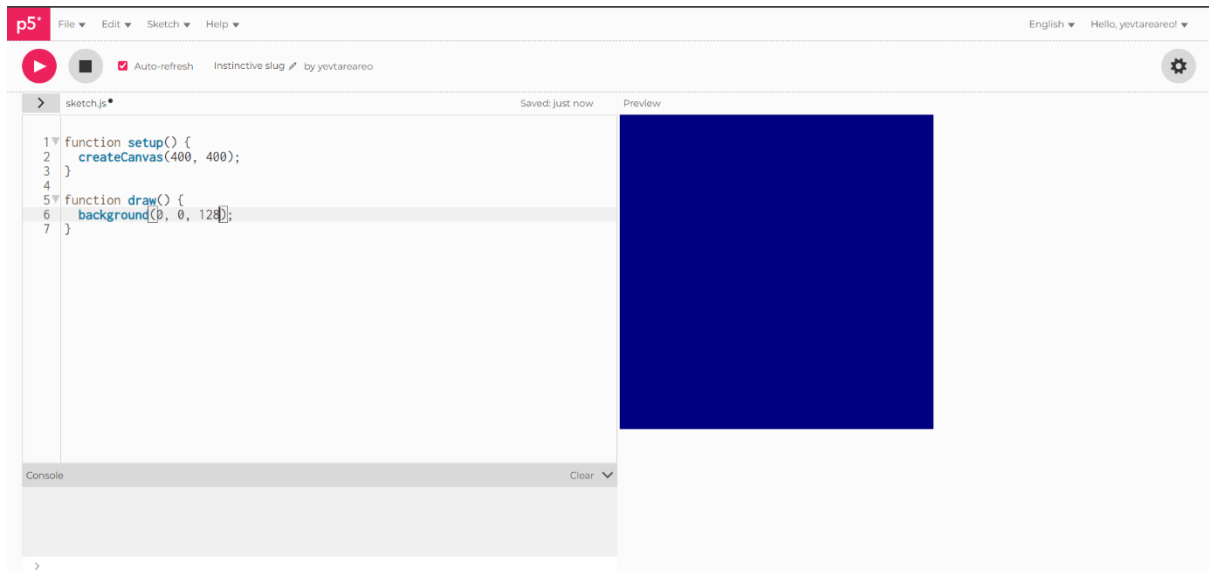 p5* File Edit Sketch Help English Hello, yevtareareo!
Auto-refresh Instinctive slug by yevtareareo
> sketch.js• Saved: just now Preview
1 function setup() {
2 createCanvas(400, 400);
3 }
4
5 function draw() {
6 background(0, 0, 128);
7 }
Console Clear
>